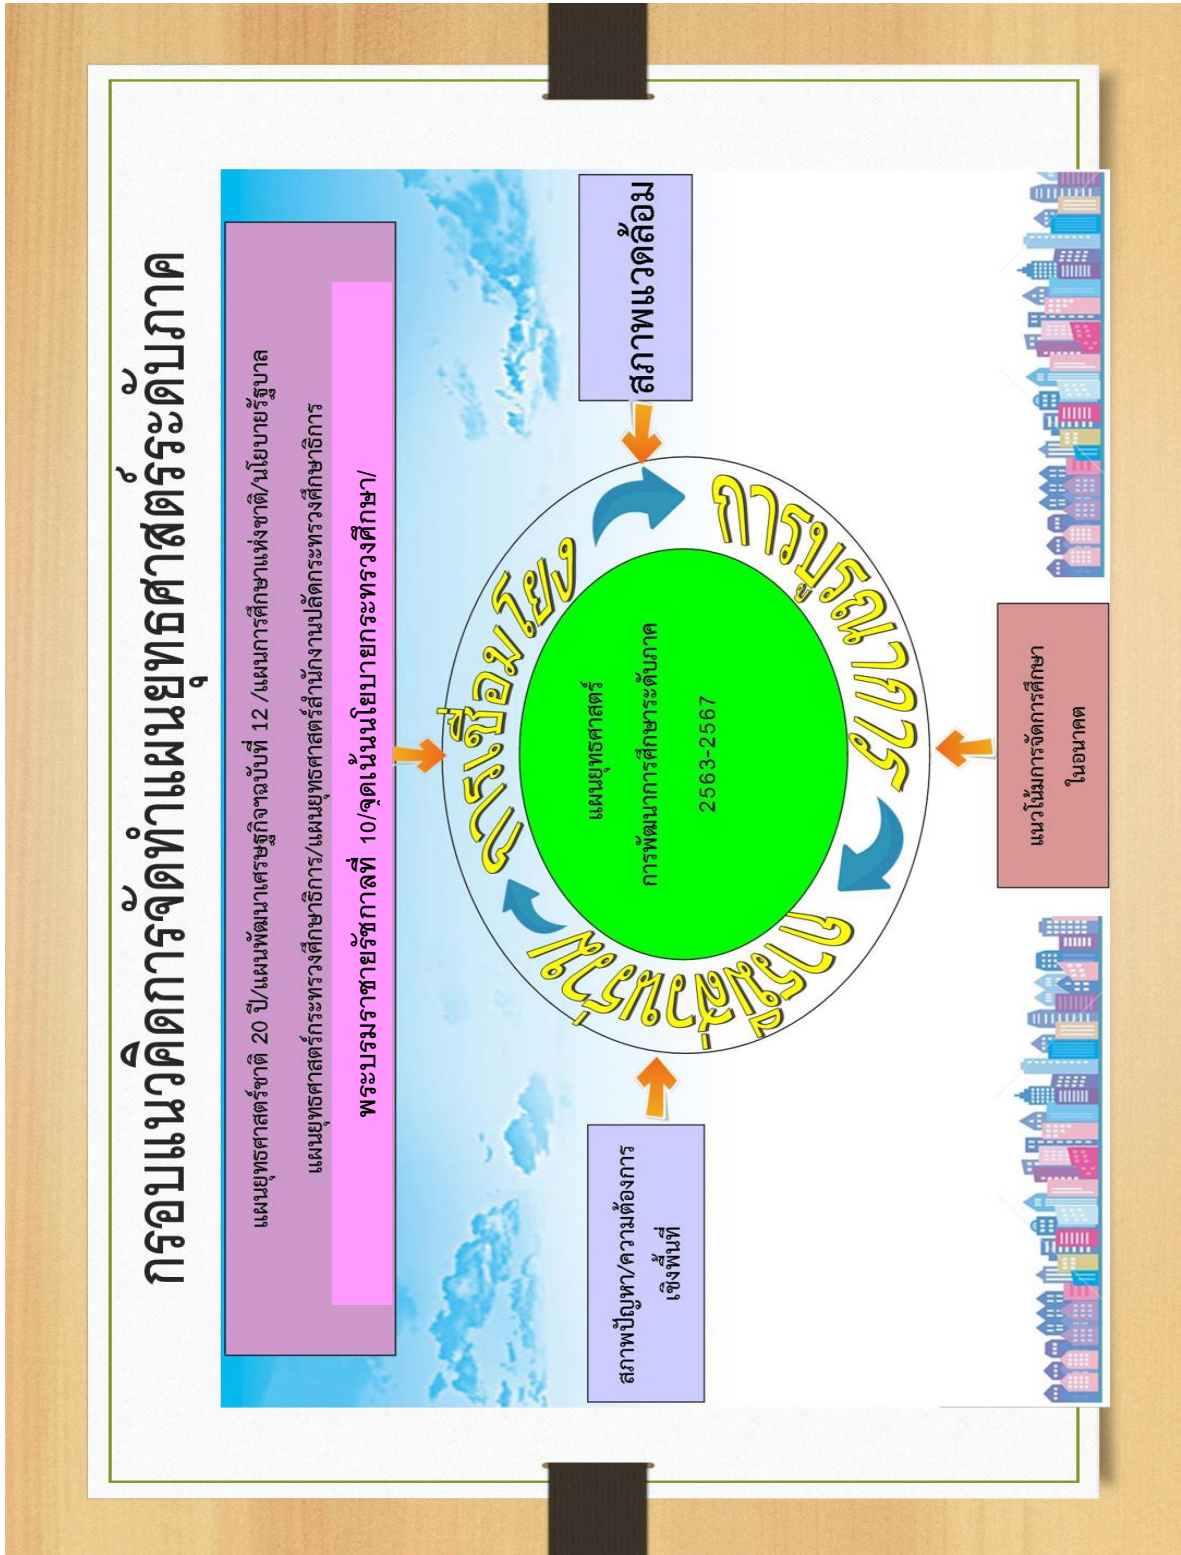 กรอบแนวคิดการจัดทำแผนยุทธศาสตร์ระดับภาค
แผนยุทธศาสตร์ชาติ 20 ปี/แผนพัฒนาเศรษฐกิจฯฉบับที่ 12 /แผนการศึกษาแห่งชาติ/นโยบายรัฐบาล
แผนยุทธศาสตร์กระทรวงศึกษาธิการ/แผนยุทธศาสตร์สำนักงานปลัดกระทรวงศึกษาธิการ
พระบรมราชายรัชกาลที่ 10/จุดเน้นนโยบายกระทรวงศึกษา/
การเชื่อมโยง
สภาพปัญหา/ความต้องการ
เชิงพื้นที่
การมีส่วนร่วม
แผนยุทธศาสตร์
การพัฒนาการศึกษาระดับภาค
2563-2567
การบูรณาการ
สภาพแวดล้อม
แนวโน้มการจัดการศึกษา
ในอนาคต